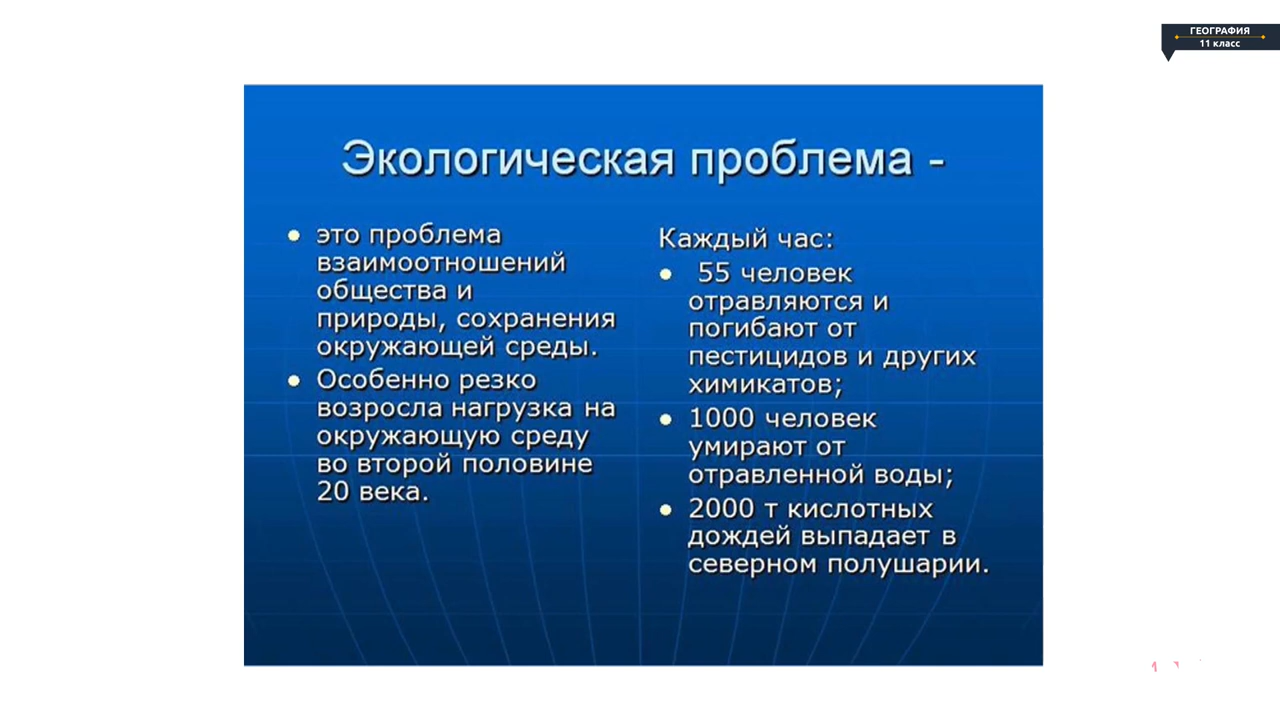 ГЕОГРАФИЯ
11 класс
Экологическая проблема -
• это проблема
взаимоотношений
общества и
природы, сохранения
окружающей среды.
• Особенно резко
возросла нагрузка на
окружающую среду
во второй половине
20 века.
Каждый час:
• 55 человек
отравляются и
погибают от
пестицидов и других
химикатов;
• 1000 человек
умирают от
отравленной воды;
• 2000 т кислотных
дождей выпадает в
северном полушарии.